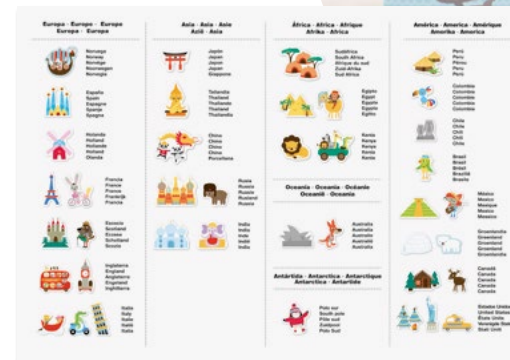 Europa · Europe · Europe
Europa · Europa
Noruega
Norway
Norvège
Noorwegen
Norvegia
España
Spain
Espagne
Spanje
Spagna
Holanda
Holland
Hollande
Holland
Olanda
Francia
France
France
Frankrijk
Francia
Escocia
Scotland
Ecosse
Schotland
Scozia
Inglaterra
England
Angleterre
Engeland
Inghilterra
Italia
Italy
Italie
Italië
Italia
Asia · Asia · Asie
Azië · Asia
Japón
Japan
Japon
Japan
Giappone
Tailandia
Thailand
Thaïlande
Thailand
Thailandia
China
China
Chine
China
Rusia
Russia
Russie
Rusland
Russia
India
India
Inde
India
India
África · Africa · Afrique
Afrika · Africa
Sudáfrica
South Africa
Afrique du sud
Zuid-Afrika
Sud Africa
Egipto
Egypt
Egypte
Egypte
Egitto
Kenia
Kenya
Kenya
Kenia
Kenia
Oceanía · Oceania · Océanie
Oceanië · Oceania
Australia
Australia
Australie
Australië
Australia
Antártida · Antarctica · Antarctique
Antarctica · Antartide
Polo sur
South pole
Pôle sud
Zuidpool
Polo Sud
América · America · Amérique
Amerika · America
Perú
Peru
Pérou
Peru
Perù
Colombia
Colombia
Colombie
Colombia
Colombia
Chile
Chile
Chili
Chili
Chile
Brasil
Brazil
Brésil
Brazilië
Brasile
México
Mexico
Mexique
Mexico
Messico
Groenlandia
Greenland
Groenland
Groenland
Groenlandia
Canadá
Canada
Canada
Canada
Canada
Estados Unidos
United States
États Unis
Verenigde Staten
Stati Uniti